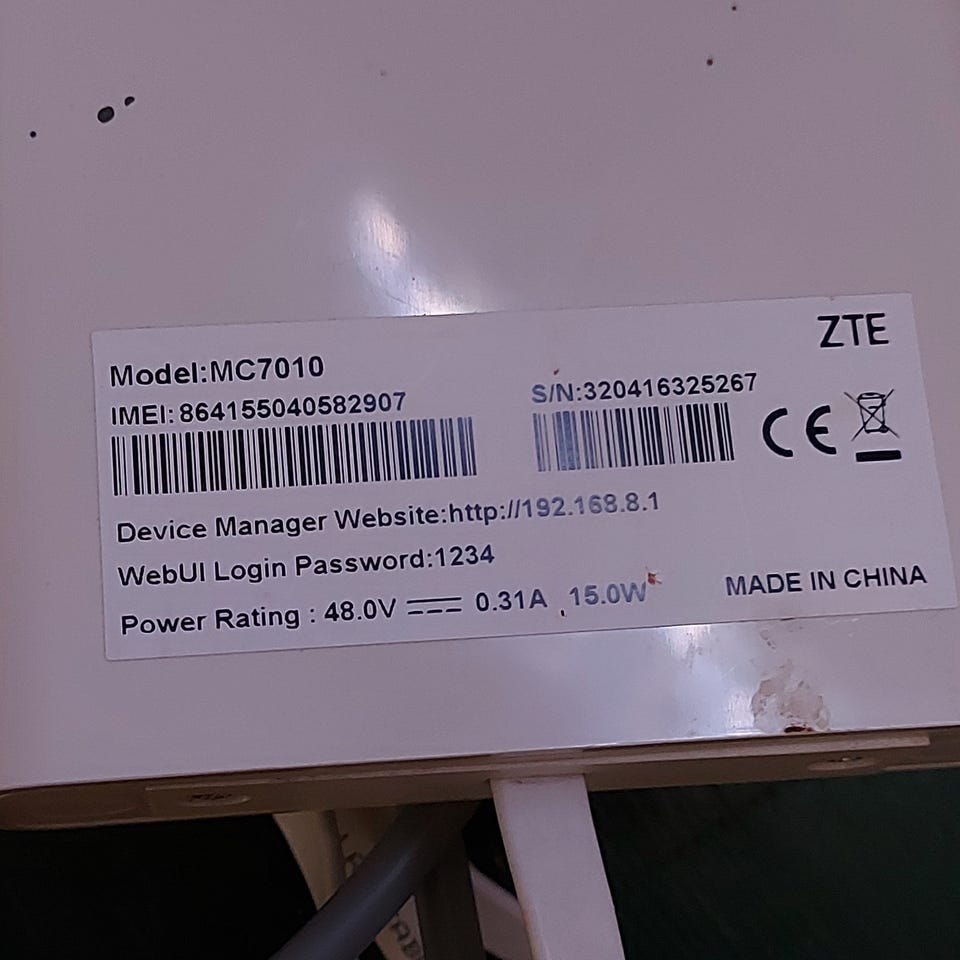 ZTE
Model:MC7010
IMEI:864155040582907
S/N:320416325267
CE
Device Manager Website:http://192.168.8.1
WebUI Login Password:1234
Power Rating : 48.0V 0.31A 15.0W
MADE IN CHINA